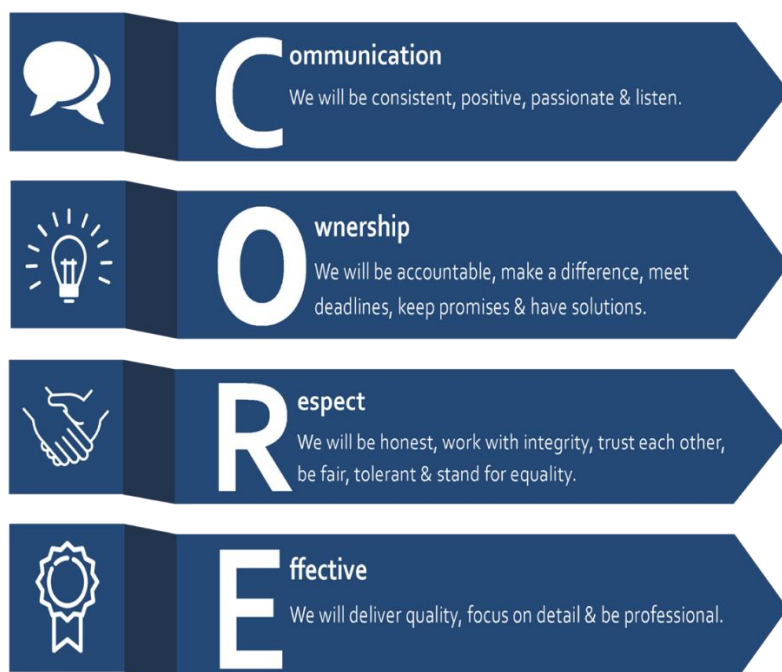 Communication
We will be consistent, positive, passionate & listen.
Ownership
We will be accountable, make a difference, meet
deadlines, keep promises & have solutions.
Respect
We will be honest, work with integrity, trust each other,
be fair, tolerant & stand for equality.
Effective
We will deliver quality, focus on detail & be professional.